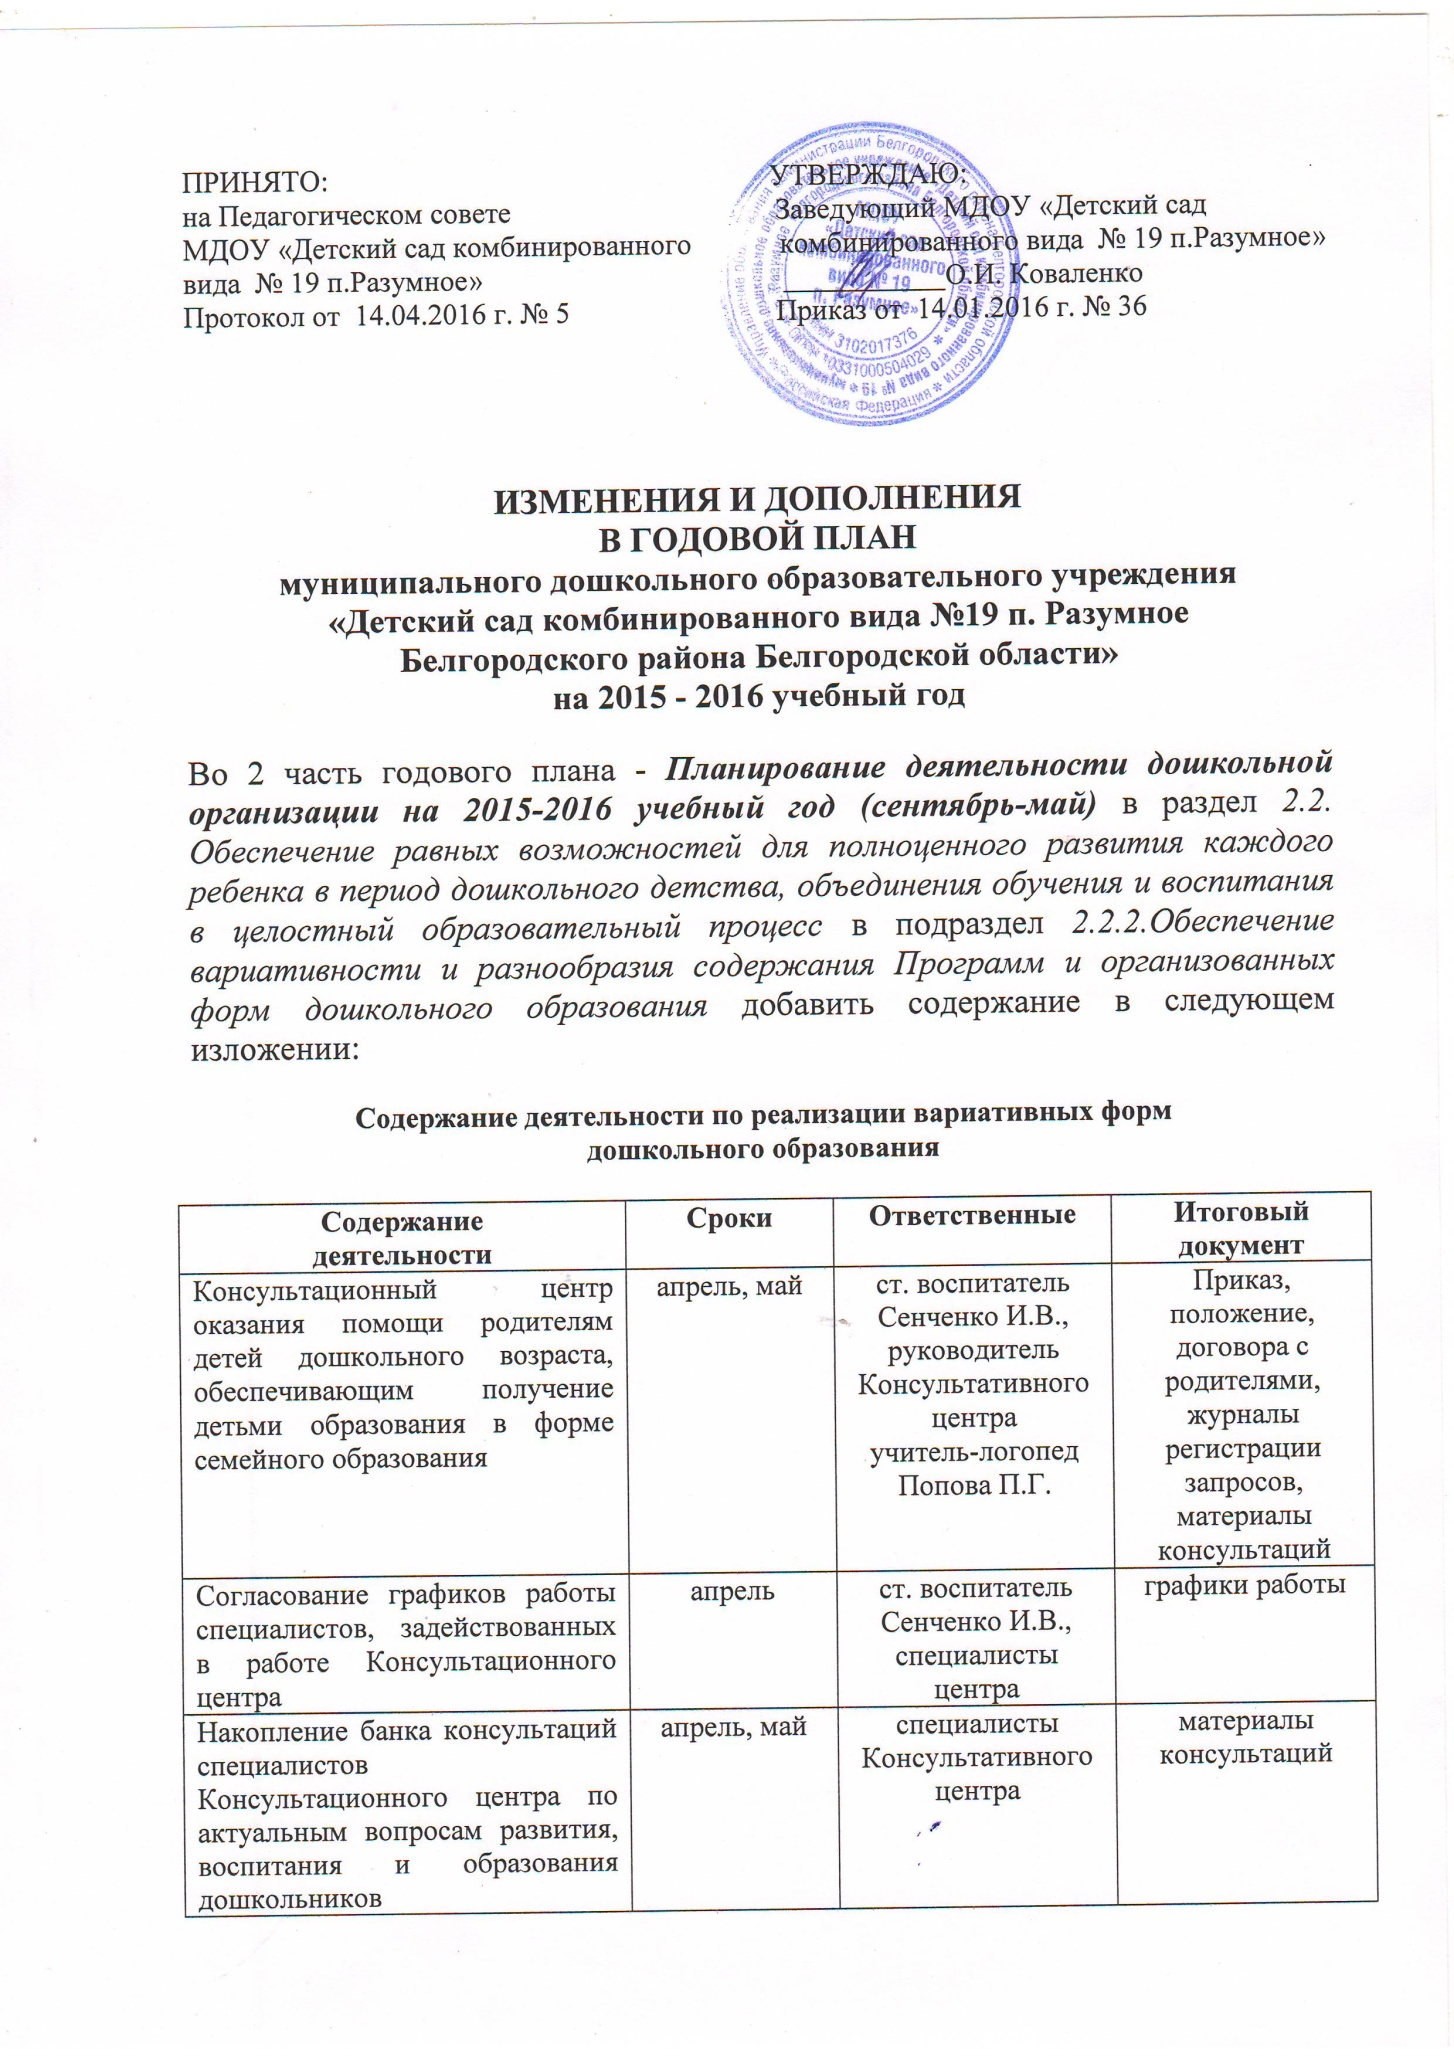 ПРИНЯТО:
на Педагогическом совете
МДОУ «Детский сад комбинированного
вида № 19 п.Разумное»
Протокол от 14.04.2016 г. № 5
УТВЕРЖДАЮ:
Заведующий МДОУ «Детский сад
комбинированного вида № 19 п.Разумное»
О.И. Коваленко
Приказ от 14.01.2016 г. № 36
«Детский сад
комбинированного
вида № 19
п. Разумное»
ИНН 3102017376
ИЗМЕНЕНИЯ И ДОПОЛНЕНИЯ
В ГОДОВОЙ ПЛАН
муниципального дошкольного образовательного учреждения
«Детский сад комбинированного вида №19 п. Разумное
Белгородского района Белгородской области»
на 2015 - 2016 учебный год
Во 2 часть годового плана - Планирование деятельности дошкольной
организации на 2015-2016 учебный год (сентябрь-май) в раздел 2.2.
Обеспечение равных возможностей для полноценного развития каждого
ребенка в период дошкольного детства, объединения обучения и воспитания
в целостный образовательный процесс в подраздел 2.2.2.Обеспечение
вариативности и разнообразия содержания Программ и организованных
форм дошкольного образования добавить содержание в следующем
изложении:
Содержание деятельности по реализации вариативных форм
дошкольного образования
Содержание
деятельности
Сроки
Ответственные
Итоговый
документ
Консультационный центр
оказания помощи родителям
детей дошкольного возраста,
обеспечивающим получение
детьми образования в форме
семейного образования
апрель, май
ст. воспитатель
Сенченко И.В.,
руководитель
Консультативного
центра
учитель-логопед
Попова П.Г.
Приказ,
положение,
договора с
родителями,
журналы
регистрации
запросов,
материалы
консультаций
Согласование графиков работы
специалистов, задействованных
в работе Консультационного
центра
апрель
ст. воспитатель
Сенченко И.В.,
специалисты
центра
графики работы
Накопление банка консультаций
специалистов
Консультационного центра по
актуальным вопросам развития,
воспитания и образования
дошкольников
апрель, май
специалисты
Консультативного
центра
материалы
консультаций